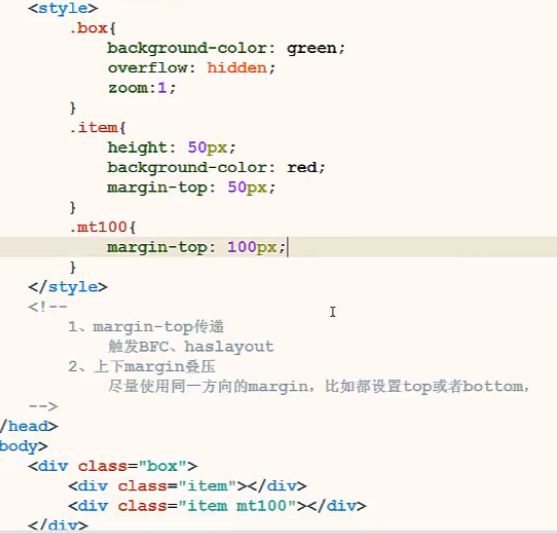 <style>
.box{
background-color: green;
overflow: hidden;
zoom:1;
}
.item{
height: 50px;
background-color: red;
margin-top: 50px;
}
.mt100{
margin-top: 100px;
}
</style>
<!--
1、margin-top传递
触发BFC、haslayout
2、上下margin叠压
尽量使用同一方向的margin，比如都设置top或者bottom，
-->
/head>
body>
<div class="box">
<div class="item"></div>
<div class="item mt100"></div>
</div>